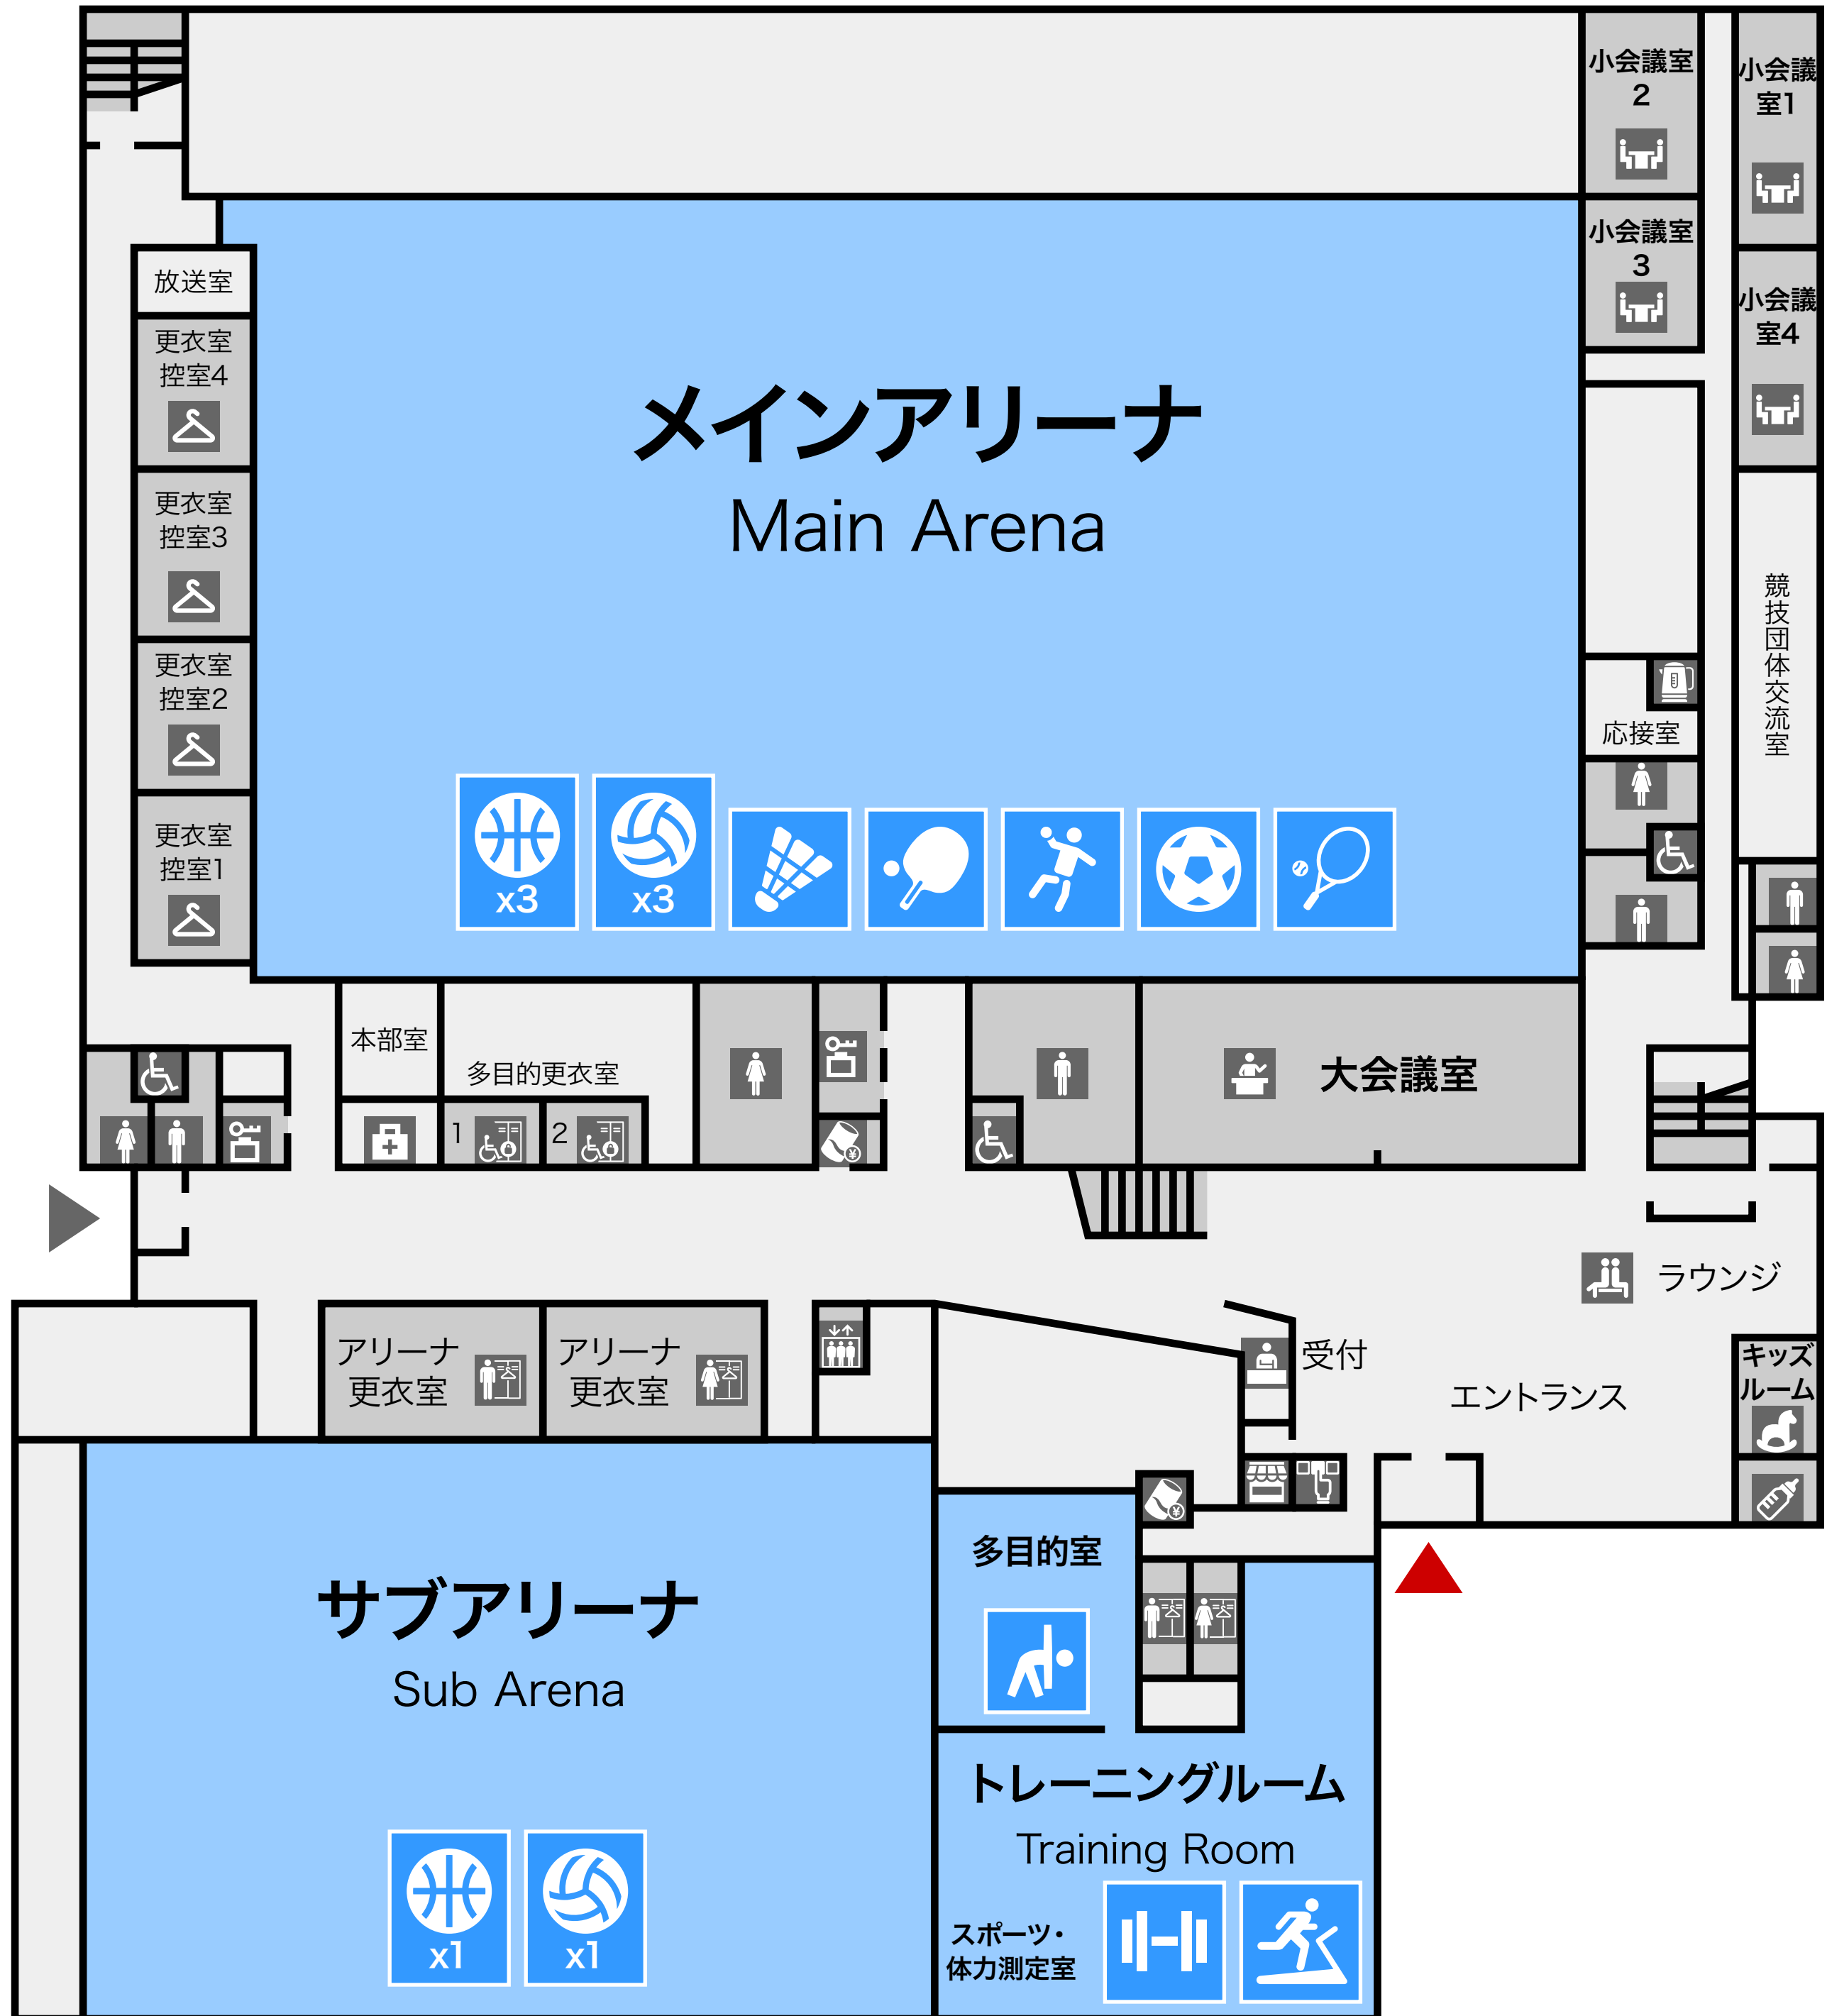 小会議室
2
小会議
室1
小会議室
3
小会議
室4
放送室
更衣室
控室4
更衣室
控室3
更衣室
控室2
更衣室
控室1
メインアリーナ
Main Arena
x3
x3
競技団体交流室
応接室
本部室
多目的更衣室
1
2
大会議室
ラウンジ
アリーナ
更衣室
アリーナ
更衣室
受付
エントランス
キッズ
ルーム
多目的室
サブアリーナ
Sub Arena
x1
x1
トレーニングルーム
Training Room
スポーツ・
体力測定室